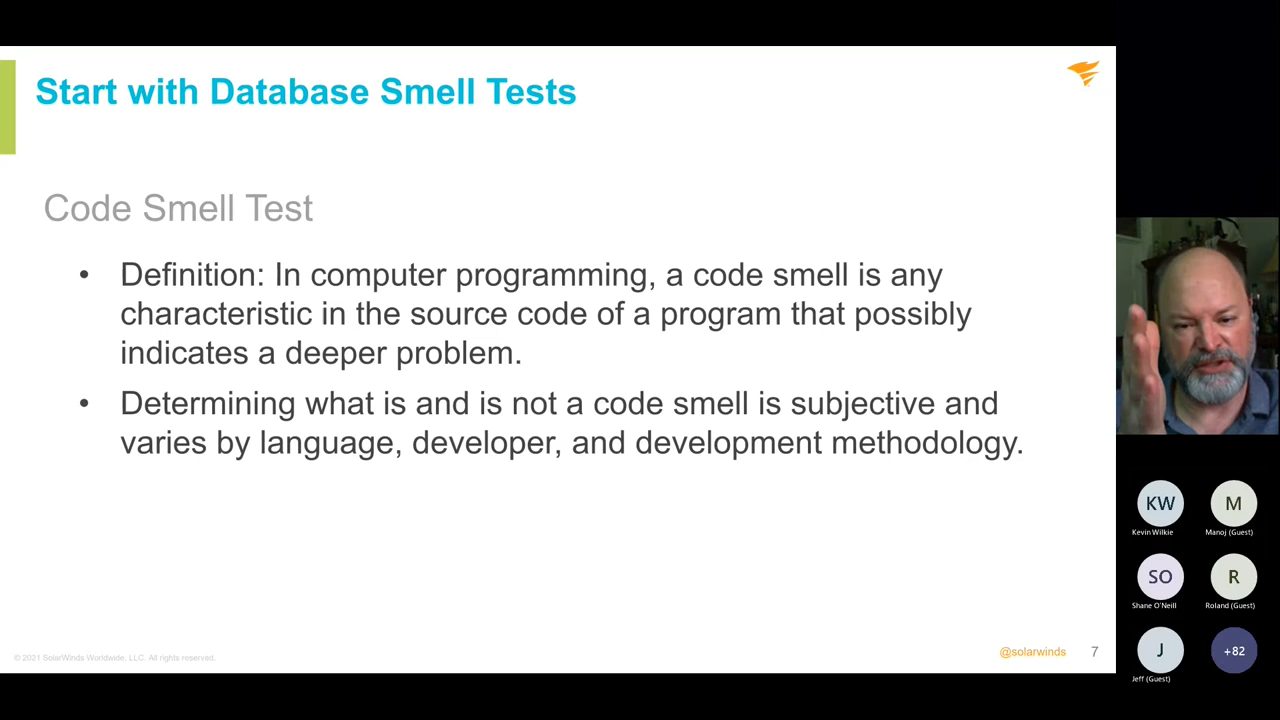 Start with Database Smell Tests
Code Smell Test
• Definition: In computer programming, a code smell is any
characteristic in the source code of a program that possibly
indicates a deeper problem.
• Determining what is and is not a code smell is subjective and
varies by language, developer, and development methodology.
© 2021 SolarWinds Worldwide, LLC. All rights reserved.
@solarwinds 7
KW M
Kevin Wilkie Manoj (Guest)
SO R
Shane O'Neill Roland (Guest)
J +82
Jeff (Guest)